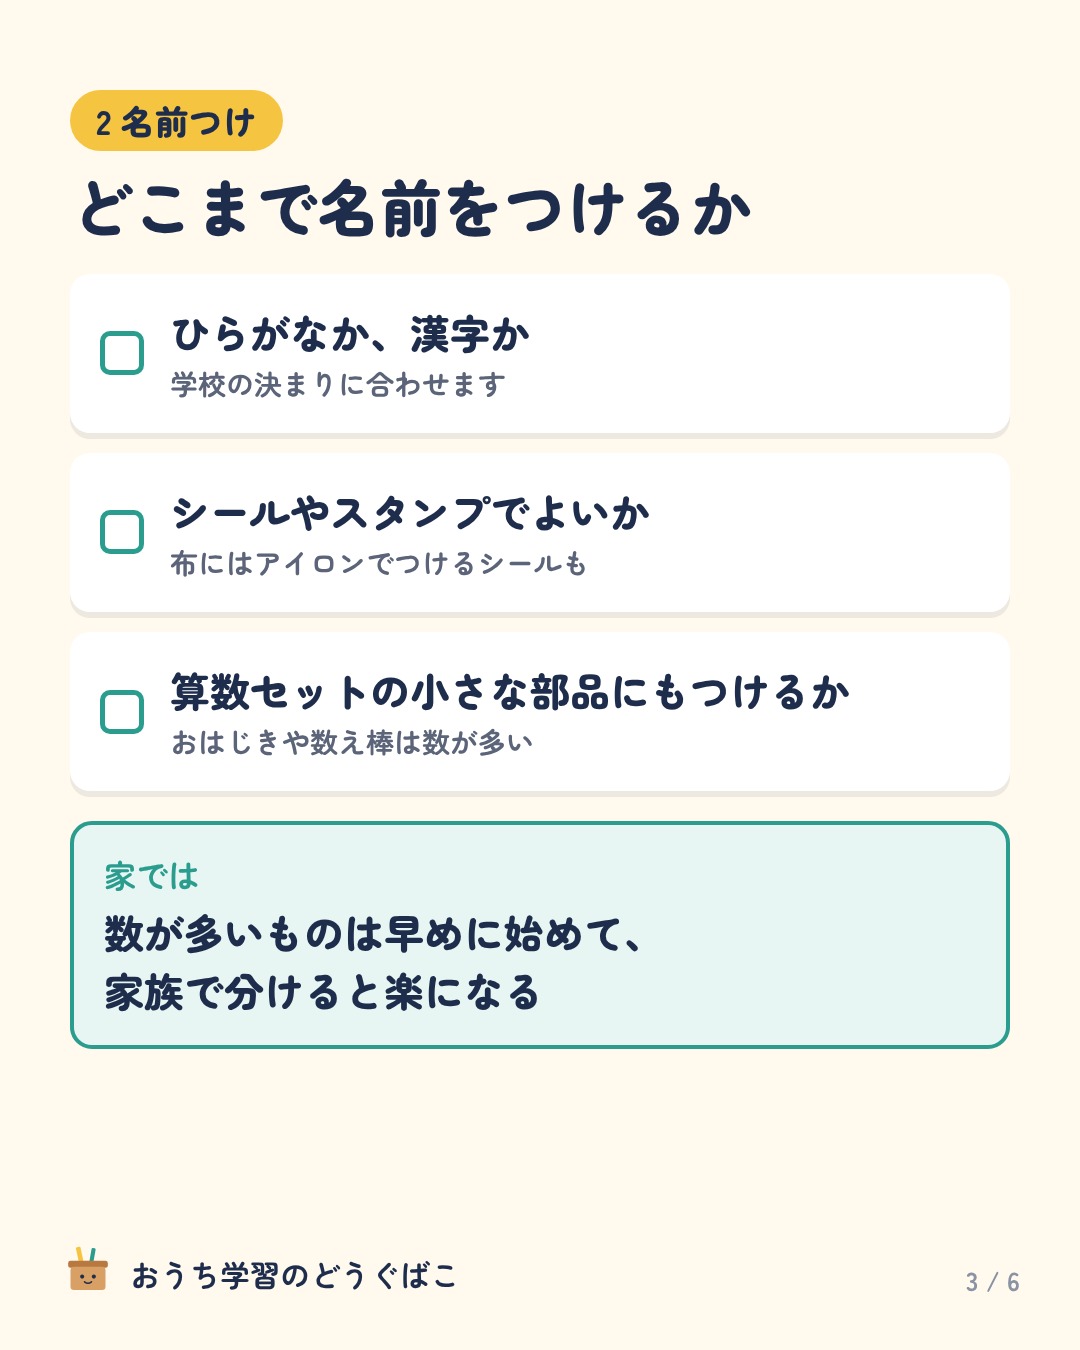 2 名前つけ
どこまで名前をつけるか
ひらがなか、漢字か
学校の決まりに合わせます
シールやスタンプでよいか
布にはアイロンでつけるシールも
算数セットの小さな部品にもつけるか
おはじきや数え棒は数が多い
家では
数が多いものは早めに始めて、
家族で分けると楽になる
おうち学習のどうぐばこ
3 / 6